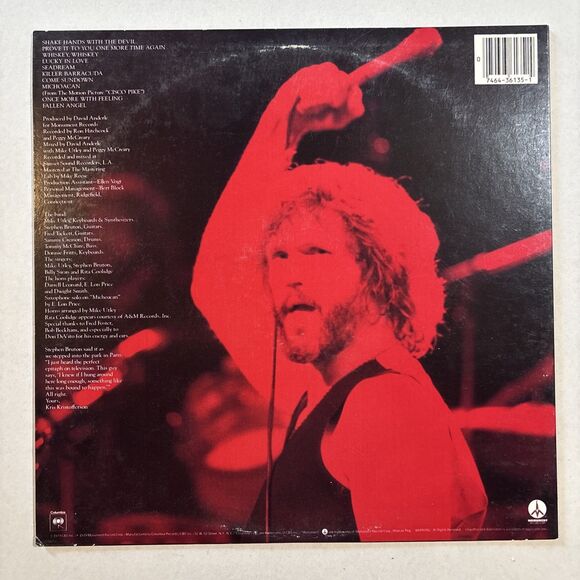 SHAKE HANDS WITH THE DEVIL
PROVE IT TO YOU ONE MORE TIME AGAIN
WHISKEY, WHISKEY
LUCKY IN LOVE
SEADREAM
KILLER BARRACUDA
COME SUNDOWN
MICHOACAN
(From The Motion Picture "CISCO PIKE")
ONCE MORE WITH FEELING
FALLEN ANGEL
Produced by David Anderle
for Monument Records
Recorded by Ron Hitchcock
and Peggy McCreary
Mixed by David Anderle
with Mike Utley and Peggy McCreary
Recorded and mixed at
Sunset Sound Recorders, L.A.
Mastered at The Mastering
Lab by Mike Reese
Production Assistant—Ellen Vogt
Personal Management—Bert Block
Management, Ridgefield,
Connecticut
The band:
Mike Utley, Keyboards & Synthesizers
Stephen Bruton, Guitars
Fred Tackett, Guitars
Sammy Creason, Drums
Tommy McClure, Bass
Donnie Fritts, Keyboards
The singers:
Mike Utley, Stephen Bruton,
Billy Swan and Rita Coolidge
The horn players:
Darrell Leonard, E. Lon Price
and Dwight Smith
Saxophone solo on "Michoacan"
by E. Lon Price
Horns arranged by Mike Utley
Rita Coolidge appears courtesy of A&M Records, Inc.
Special thanks to Fred Foster,
Bob Beckham, and especially to
Don DeVito for his energy and ears.
Stephen Bruton said it as
we stepped into the park in Paris:
"I just heard the perfect
epitaph on television. This guy
says, 'I knew if I hung around
here long enough, something like
this was bound to happen.'"
All right.
Yours,
Kris Kristofferson
0
7464-36135-1
Columbia
MONUMENT